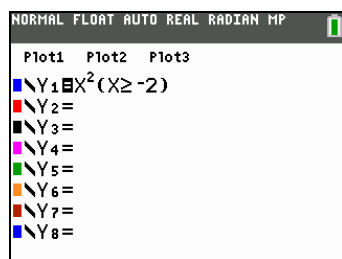 NORMAL FLOAT AUTO REAL RADIAN MP
Plot1 Plot2 Plot3
\Y₁=X²(X≥-2)
\Y₂=
\Y₃=
\Y₄=
\Y₅=
\Y₆=
\Y₇=
\Y₈=